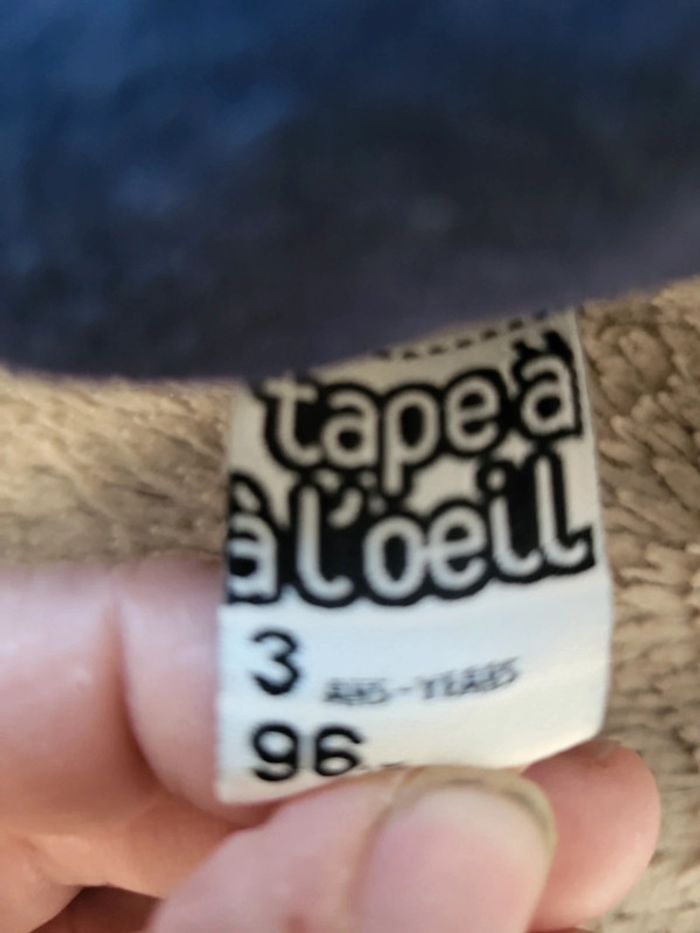 tape à
à l'oeil
3 ANS-YEARS
96